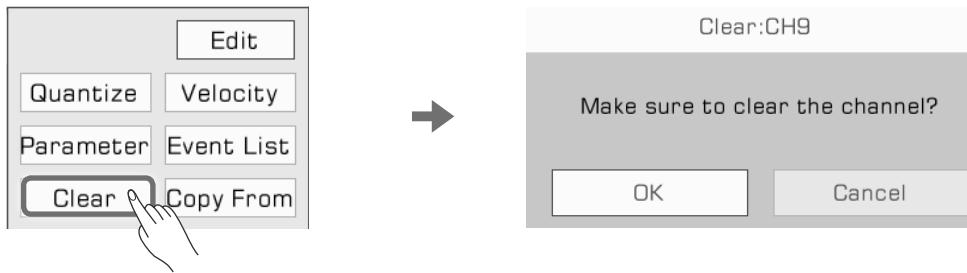 Edit
Quantize Velocity
Parameter Event List
Clear Copy From
Clear:CH9
Make sure to clear the channel?
OK Cancel